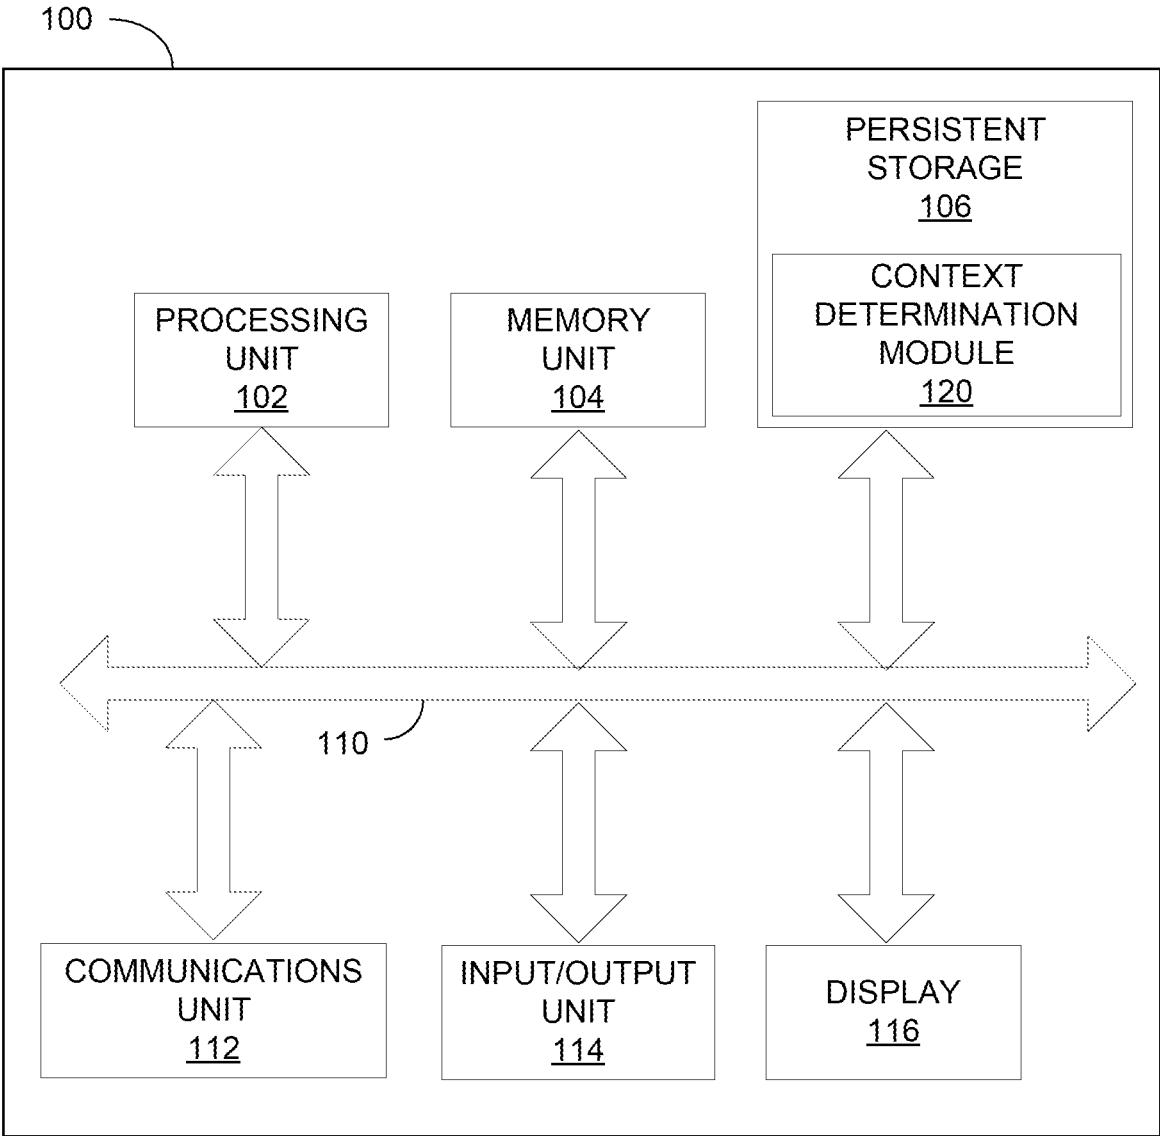 100
PERSISTENT
STORAGE
106
CONTEXT
DETERMINATION
MODULE
120
PROCESSING
UNIT
102
MEMORY
UNIT
104
110
COMMUNICATIONS
UNIT
112
INPUT/OUTPUT
UNIT
114
DISPLAY
116